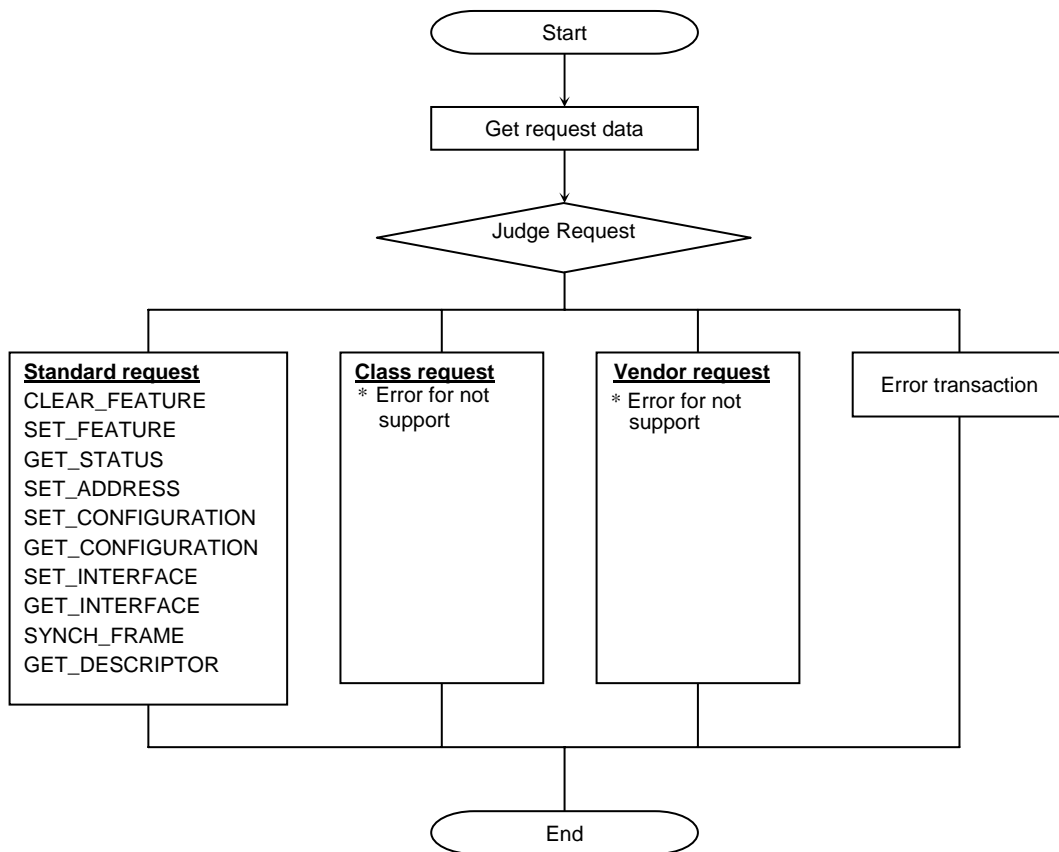 Start
Get request data
Judge Request
Standard request
CLEAR_FEATURE
SET_FEATURE
GET_STATUS
SET_ADDRESS
SET_CONFIGURATION
GET_CONFIGURATION
SET_INTERFACE
GET_INTERFACE
SYNCH_FRAME
GET_DESCRIPTOR
Class request
* Error for not
support
Vendor request
* Error for not
support
Error transaction
End